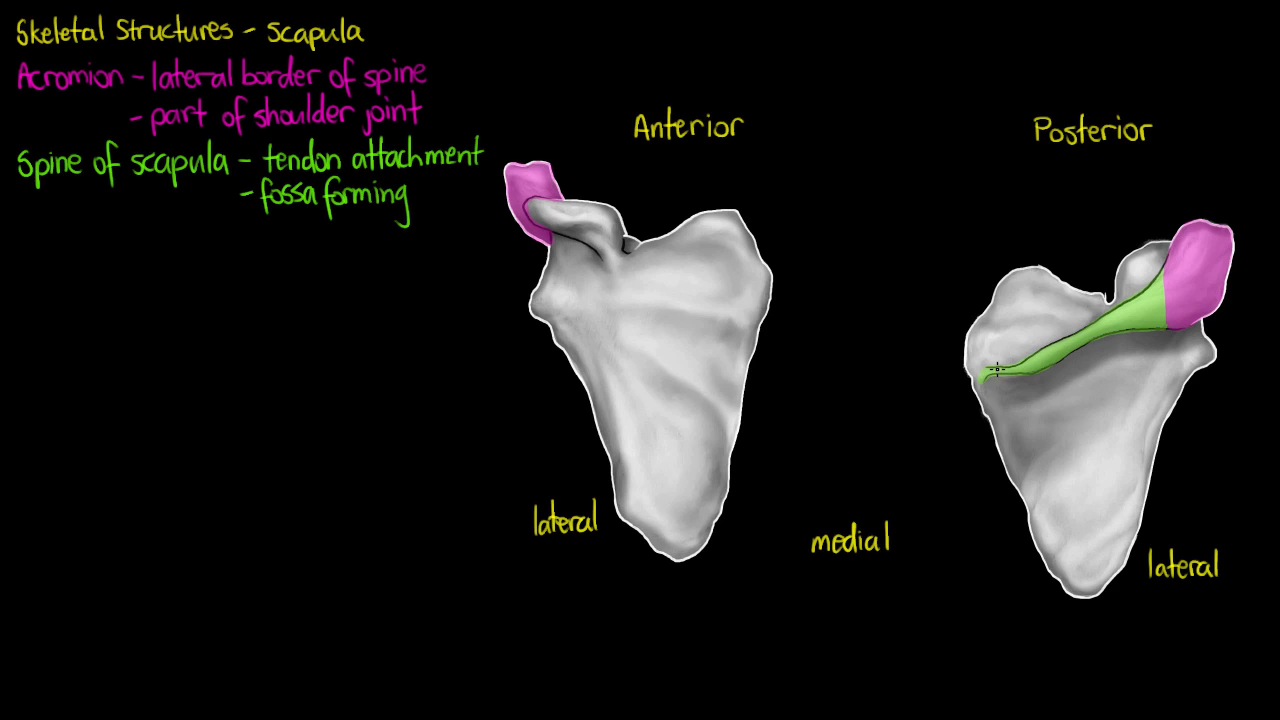 Skeletal Structures - scapula
Acromion - lateral border of spine
- part of shoulder joint
Spine of scapula - tendon attachment
- fossa forming
Anterior
Posterior
lateral
medial
lateral